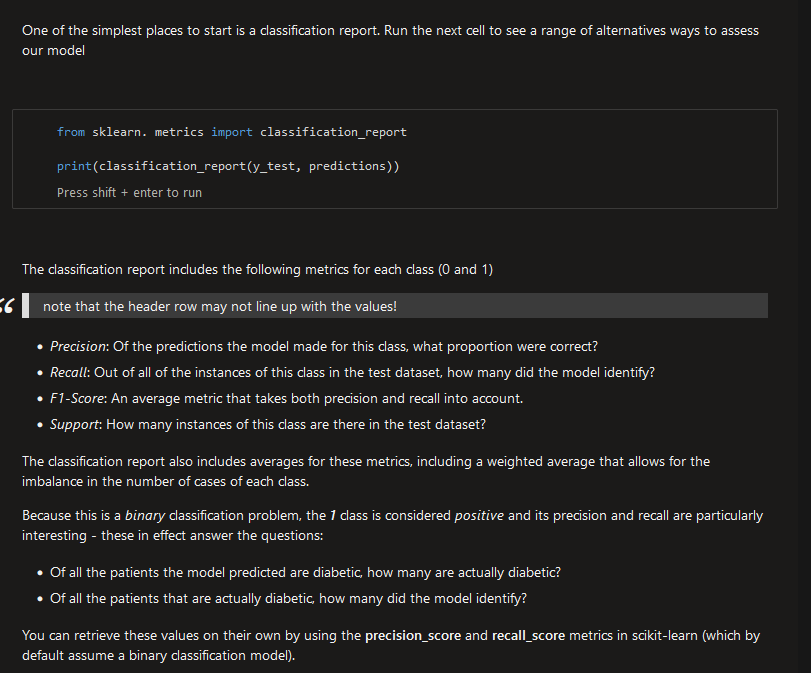 One of the simplest places to start is a classification report. Run the next cell to see a range of alternatives ways to assess
our model
from sklearn. metrics import classification_report
print(classification_report(y_test, predictions))
Press shift + enter to run
The classification report includes the following metrics for each class (0 and 1)
“
note that the header row may not line up with the values!
• Precision: Of the predictions the model made for this class, what proportion were correct?
• Recall: Out of all of the instances of this class in the test dataset, how many did the model identify?
• F1-Score: An average metric that takes both precision and recall into account.
• Support: How many instances of this class are there in the test dataset?
The classification report also includes averages for these metrics, including a weighted average that allows for the
imbalance in the number of cases of each class.
Because this is a binary classification problem, the 1 class is considered positive and its precision and recall are particularly
interesting - these in effect answer the questions:
• Of all the patients the model predicted are diabetic, how many are actually diabetic?
• Of all the patients that are actually diabetic, how many did the model identify?
You can retrieve these values on their own by using the precision_score and recall_score metrics in scikit-learn (which by
default assume a binary classification model).